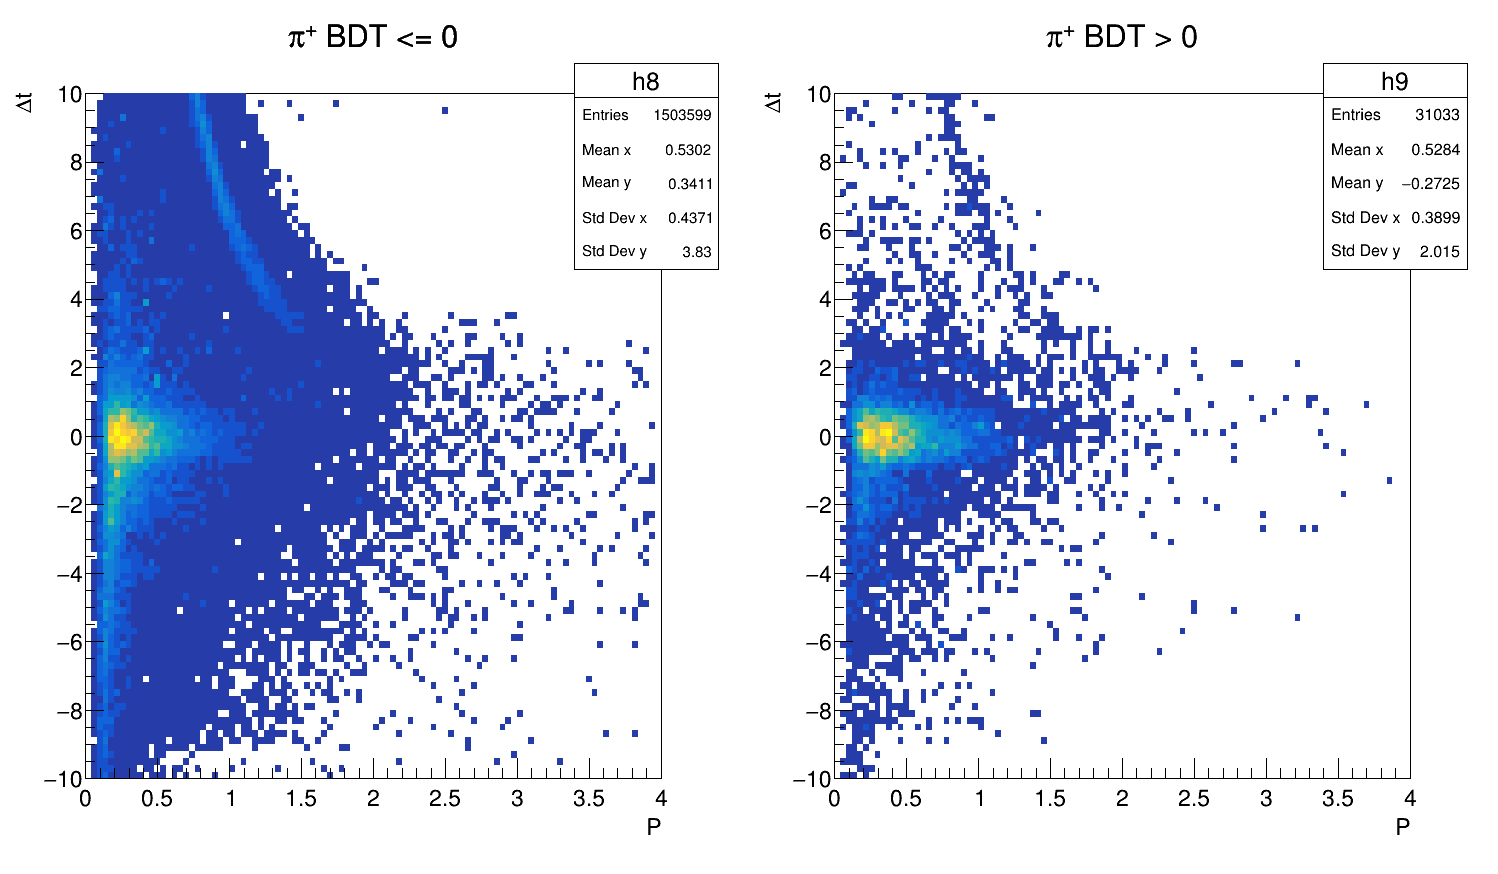 π⁺ BDT <= 0
h8
Entries 1503599
Mean x 0.5302
Mean y 0.3411
Std Dev x 0.4371
Std Dev y 3.83
Δt
10
8
6
4
2
0
−2
−4
−6
−8
−10
0 0.5 1 1.5 2 2.5 3 3.5 4
P
π⁺ BDT > 0
h9
Entries 31033
Mean x 0.5284
Mean y −0.2725
Std Dev x 0.3899
Std Dev y 2.015
Δt
10
8
6
4
2
0
−2
−4
−6
−8
−10
0 0.5 1 1.5 2 2.5 3 3.5 4
P